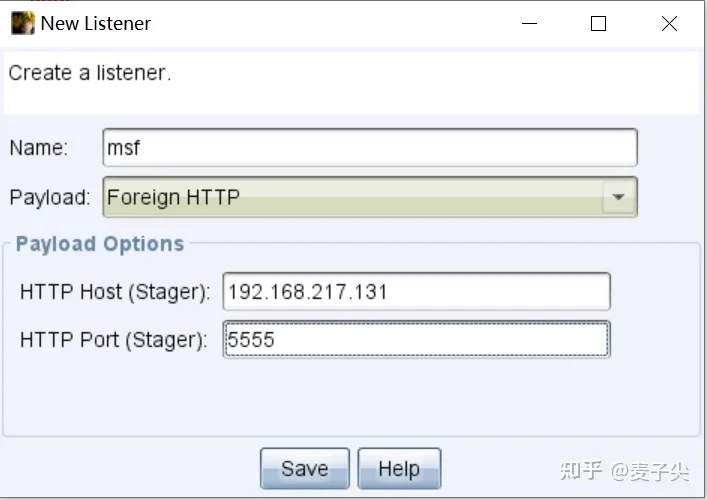 New Listener
Create a listener.
Name: msf
Payload: Foreign HTTP
Payload Options
HTTP Host (Stager): 192.168.217.131
HTTP Port (Stager): 5555
Save Help
知乎 @麦子尖